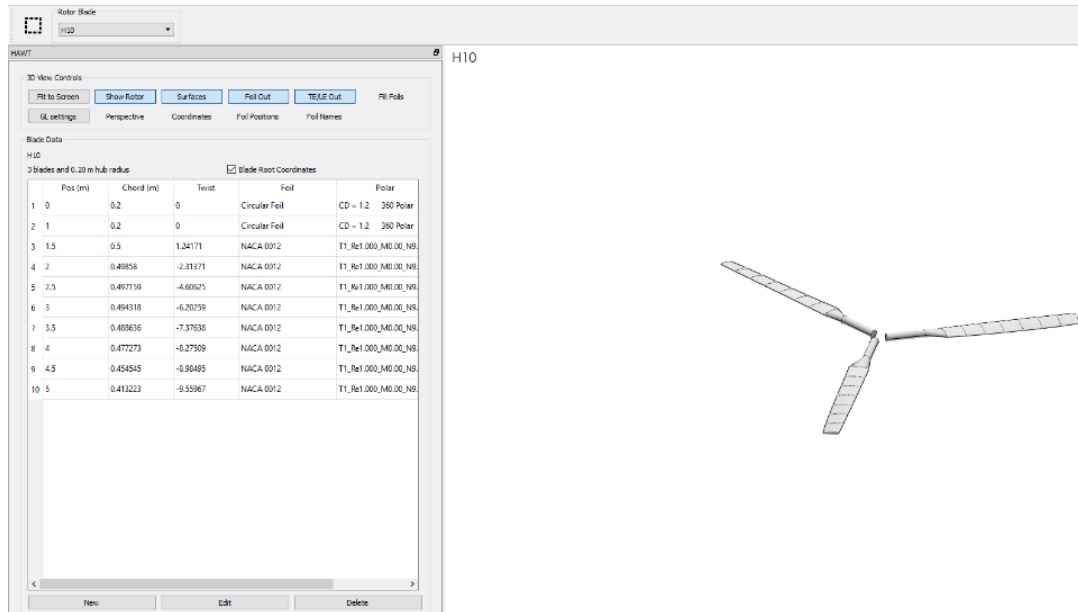 Rotor Blade
H10
HAWT
H10
3D View Controls
Fit to Screen Show Rotor Surfaces Foil Out TE/LE Out Fill Foils
GL settings Perspective Coordinates Foil Positions Foil Names
Blade Data
H10
3 blades and 0.20 m hub radius Blade Root Coordinates
Pos (m) Chord (m) Twist Foil Polar
1 0 0.2 0 Circular Foil CD = 1.2 360 Polar
2 1 0.2 0 Circular Foil CD = 1.2 360 Polar
3 1.5 0.5 1.24171 NACA 0012 T1_Re1.000_M0.00_N9.
4 2 0.49858 -2.31371 NACA 0012 T1_Re1.000_M0.00_N9.
5 2.5 0.497159 -4.60625 NACA 0012 T1_Re1.000_M0.00_N9.
6 3 0.494318 -6.20259 NACA 0012 T1_Re1.000_M0.00_N9.
7 3.5 0.488636 -7.37638 NACA 0012 T1_Re1.000_M0.00_N9.
8 4 0.477273 -8.27509 NACA 0012 T1_Re1.000_M0.00_N9.
9 4.5 0.454545 -8.98495 NACA 0012 T1_Re1.000_M0.00_N9.
10 5 0.413223 -9.55967 NACA 0012 T1_Re1.000_M0.00_N9.
New Edit Delete